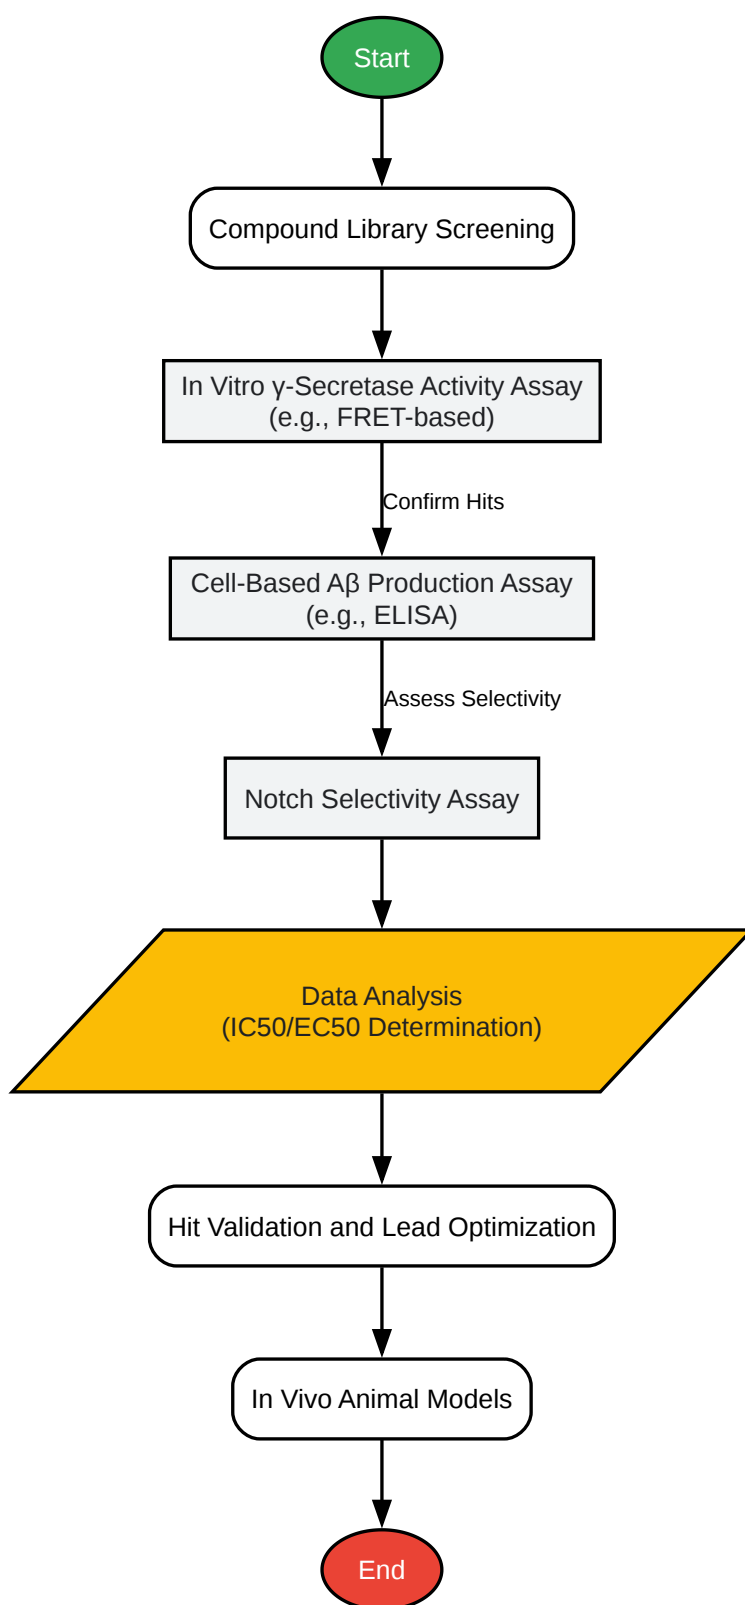 Start
Compound Library Screening
In Vitro γ-Secretase Activity Assay
(e.g., FRET-based)
Confirm Hits
Cell-Based Aβ Production Assay
(e.g., ELISA)
Assess Selectivity
Notch Selectivity Assay
Data Analysis
(IC50/EC50 Determination)
Hit Validation and Lead Optimization
In Vivo Animal Models
End